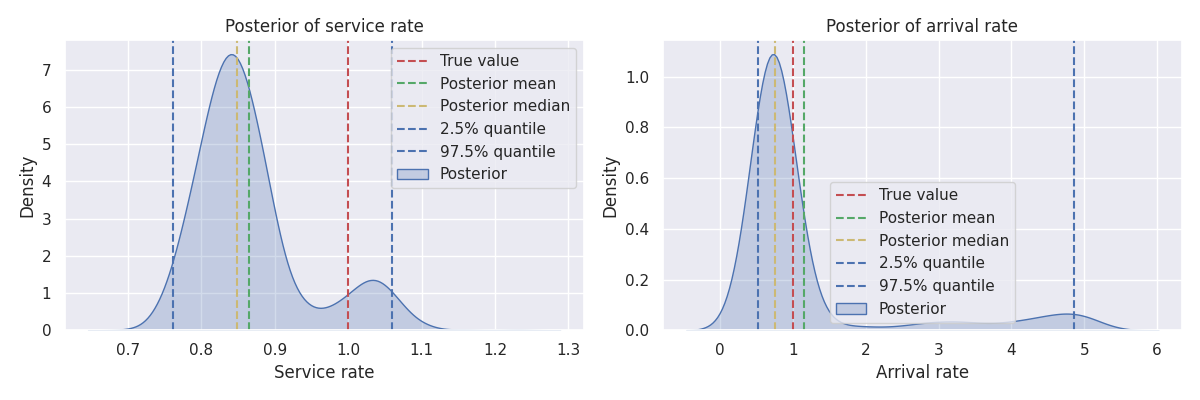 Posterior of service rate
7
6
5
4
3
2
1
0
Density
0.7 0.8 0.9 1.0 1.1 1.2 1.3
Service rate
True value
Posterior mean
Posterior median
2.5% quantile
97.5% quantile
Posterior
Posterior of arrival rate
1.0
0.8
0.6
0.4
0.2
0.0
Density
0 1 2 3 4 5 6
Arrival rate
True value
Posterior mean
Posterior median
2.5% quantile
97.5% quantile
Posterior